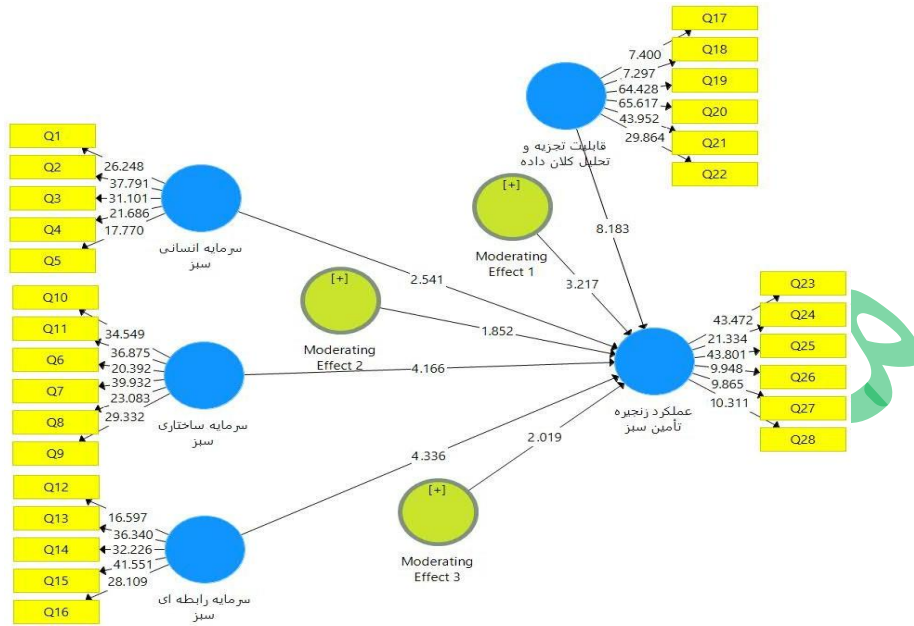 Q17
Q18
Q19
Q20
Q21
Q22
7.400
7.297
64.428
65.617
43.952
29.864
قابلیت تجزیه و
تحلیل کلان داده
Q1
Q2
Q3
Q4
Q5
26.248
37.791
31.101
21.686
17.770
سرمایه انسانی
سبز
[+]
Moderating
Effect 1
8.183
3.217
2.541
[+]
Moderating
Effect 2
1.852
Q10
Q11
Q6
Q7
Q8
Q9
34.549
36.875
20.392
39.932
23.083
29.332
سرمایه ساختاری
سبز
4.166
Q23
Q24
Q25
Q26
Q27
Q28
43.472
21.334
43.801
9.948
9.865
10.311
عملکرد زنجیره
تأمین سبز
4.336
2.019
[+]
Moderating
Effect 3
Q12
Q13
Q14
Q15
Q16
16.597
36.340
32.226
41.551
28.109
سرمایه رابطه ای
سبز